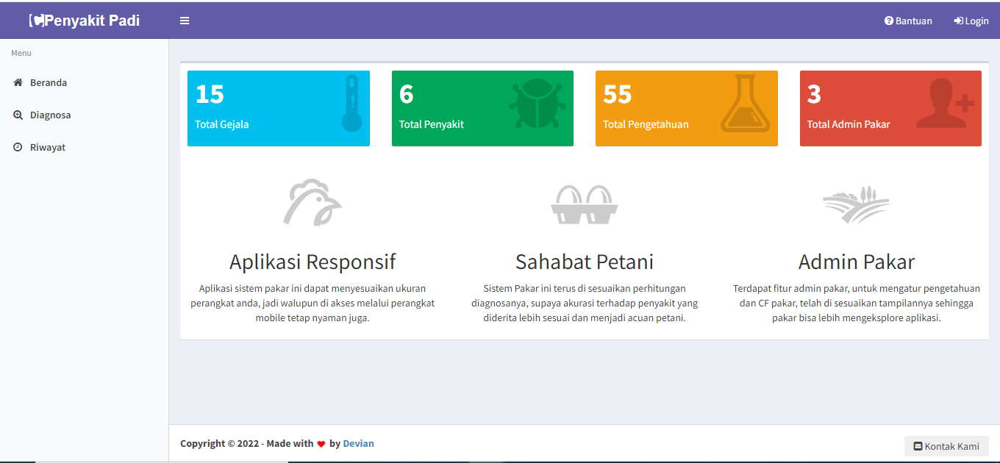 Penyakit Padi
Bantuan
Login
Menu
Beranda
Diagnosa
Riwayat
15
Total Gejala
6
Total Penyakit
55
Total Pengetahuan
3
Total Admin Pakar
Aplikasi Responsif
Aplikasi sistem pakar ini dapat menyesuaikan ukuran
perangkat anda, jadi walupun di akses melalui perangkat
mobile tetap nyaman juga.
Sahabat Petani
Sistem Pakar ini terus di sesuaikan perhitungan
diagnosanya, supaya akurasi terhadap penyakit yang
diderita lebih sesuai dan menjadi acuan petani.
Admin Pakar
Terdapat fitur admin pakar, untuk mengatur pengetahuan
dan CF pakar, telah di sesuaikan tampilannya sehingga
pakar bisa lebih mengeksplore aplikasi.
Copyright © 2022 - Made with ❤ by Devian
Kontak Kami